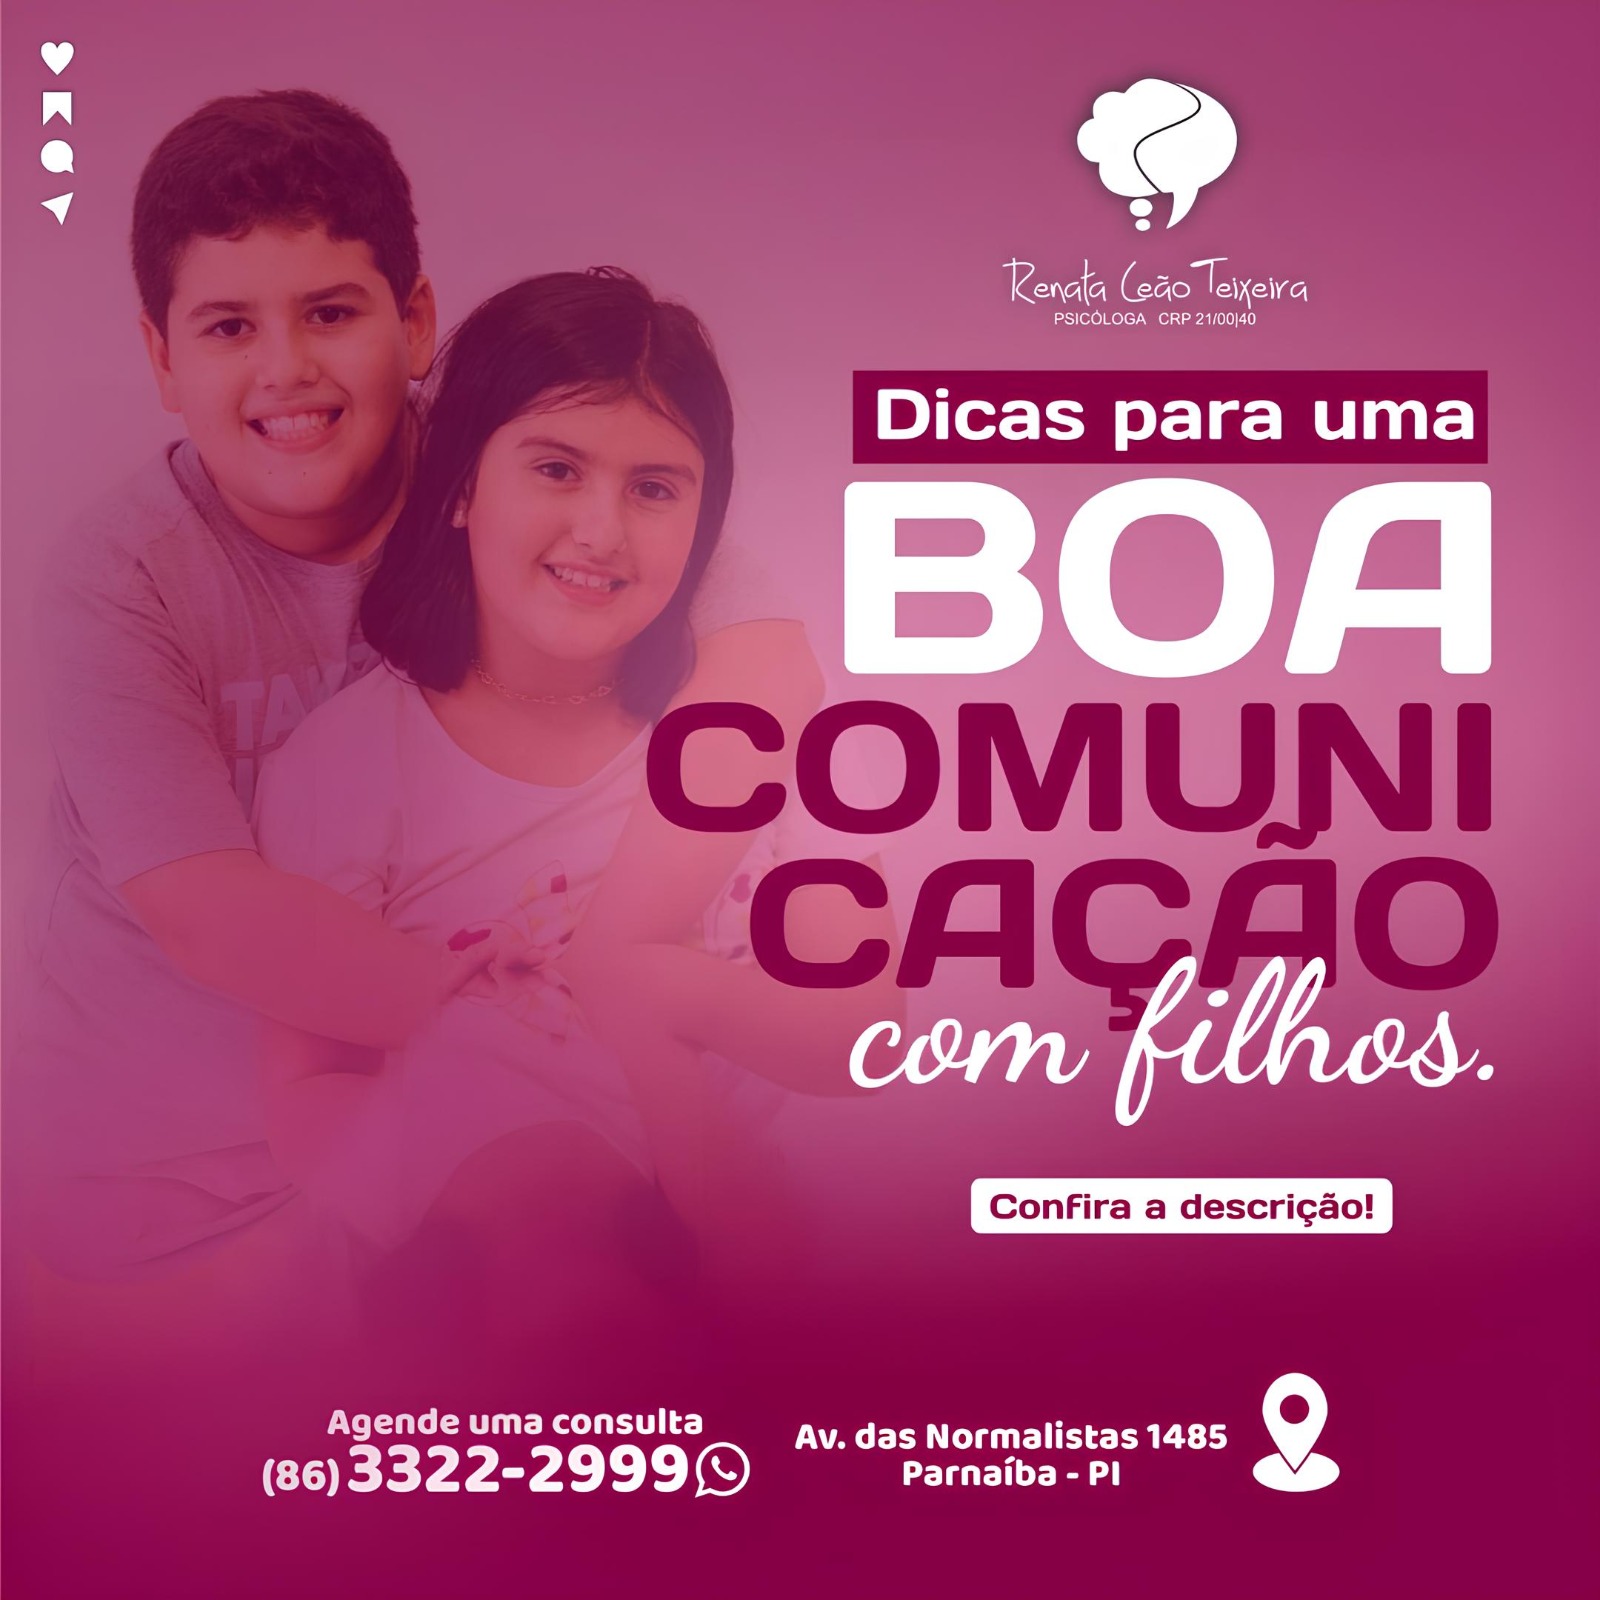 Renata Leão Teixeira
PSICÓLOGA CRP 21/00|40
Dicas para uma
BOA
COMUNI
CAÇÃO
com filhos.
Confira a descrição!
Agende uma consulta
(86) 3322-2999
Av. das Normalistas 1485
Parnaíba - PI